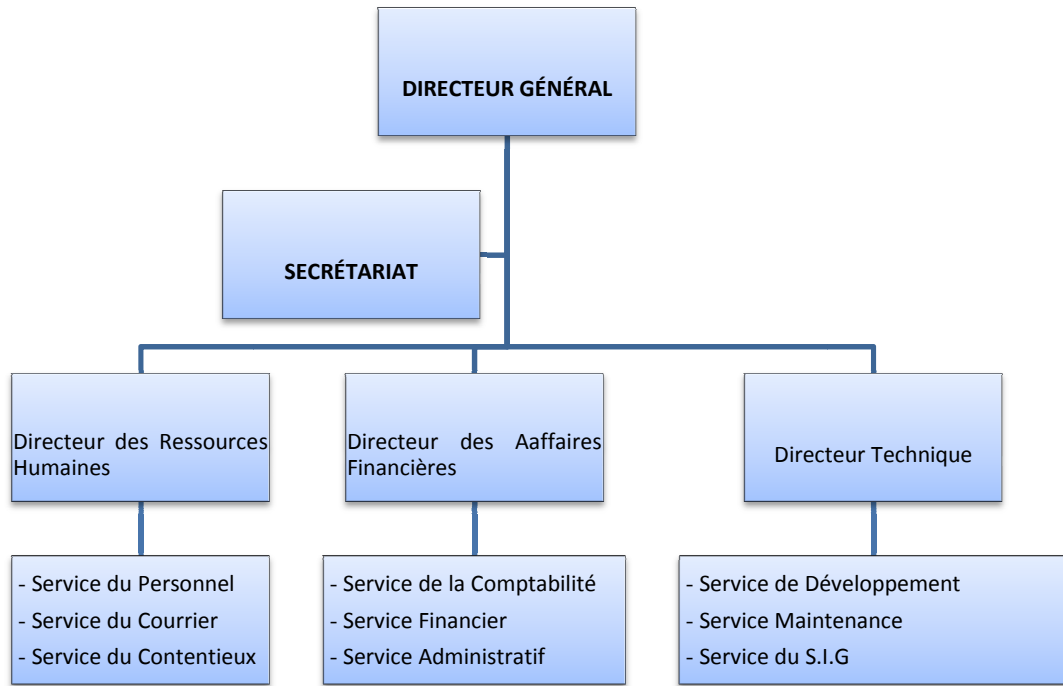 DIRECTEUR GÉNÉRAL
SECRÉTARIAT
Directeur des Ressources
Humaines
Directeur des Aaffaires
Financières
Directeur Technique
- Service du Personnel
- Service du Courrier
- Service du Contentieux
- Service de la Comptabilité
- Service Financier
- Service Administratif
- Service de Développement
- Service Maintenance
- Service du S.I.G